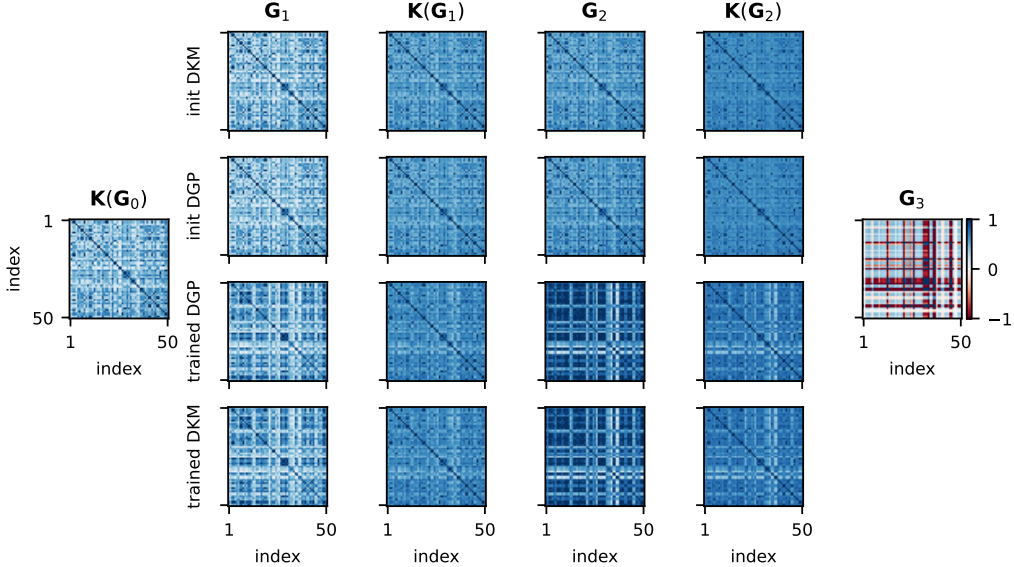 G₁ K(G₁) G₂ K(G₂)
init DKM
init DGP
K(G₀) G₃
1 1
index 0
50 −1
1 50 1 50
index index
trained DGP
trained DKM
1 50 1 50 1 50 1 50
index index index index